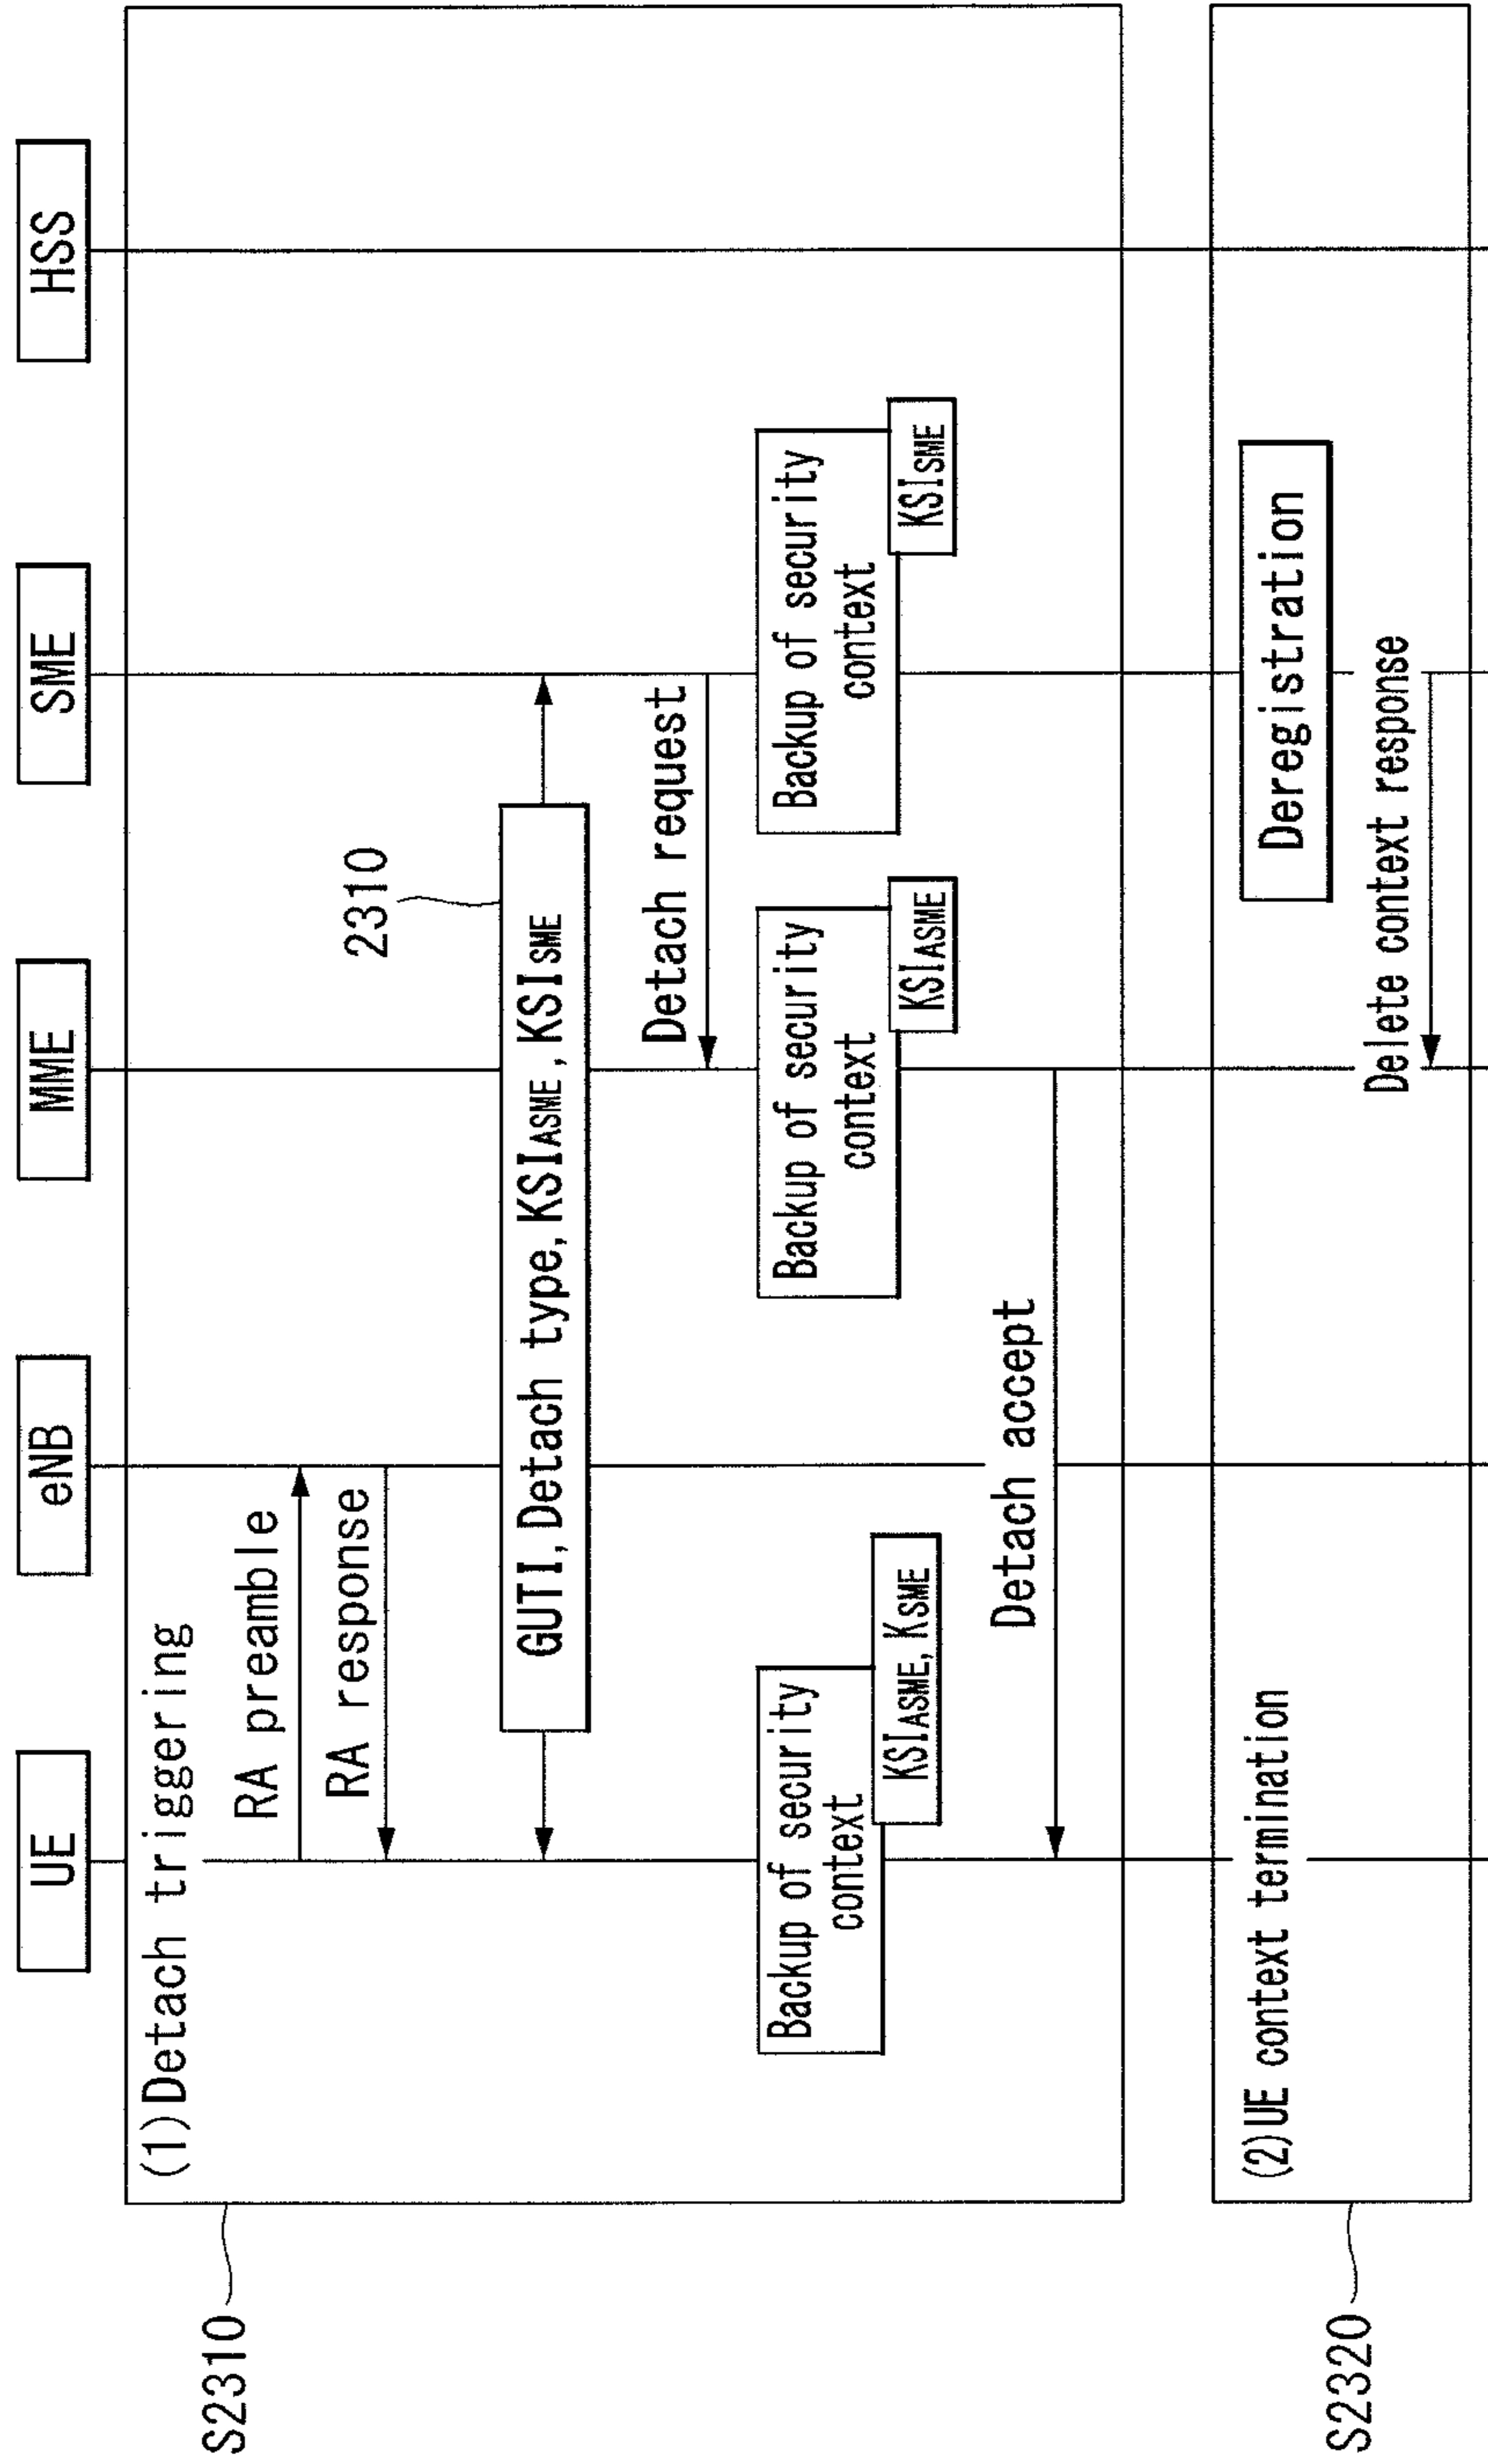 UE
eNB
MME
SME
HSS
S2310
(1)Detach triggering
RA preamble
RA response
2310
GUTI, Detach type, KSIASME, KSISME
Detach request
Backup of security
context
KSIASME, KSME
Backup of security
context
KSIASME
Backup of security
context
KSISME
Detach accept
S2320
(2)UE context termination
Deregistration
Delete context response